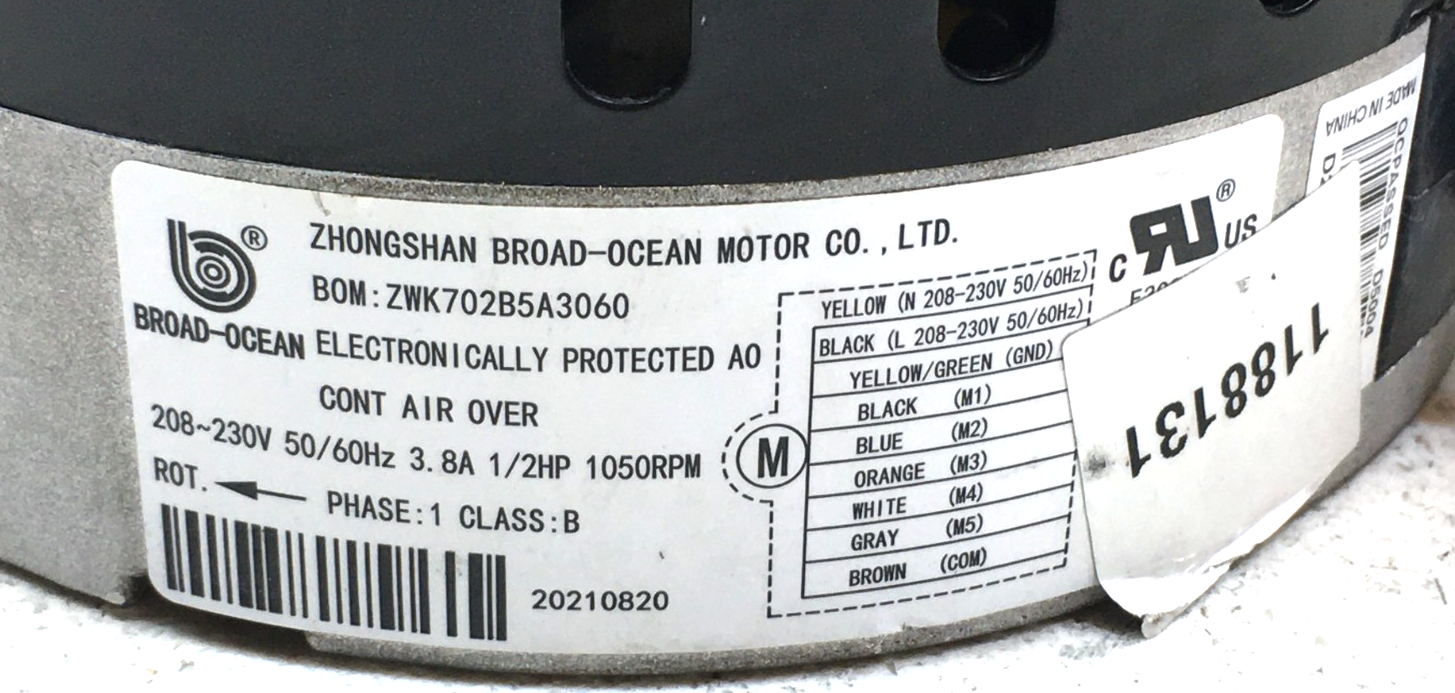 ZHONGSHAN BROAD-OCEAN MOTOR CO., LTD.
BOM:ZWK702B5A3060
BROAD-OCEAN
ELECTRONICALLY PROTECTED AO
CONT AIR OVER
208~230V 50/60Hz 3.8A 1/2HP 1050RPM
ROT.
PHASE:1 CLASS:B
20210820
M
YELLOW (N 208-230V 50/60Hz)
BLACK (L 208-230V 50/60Hz)
YELLOW/GREEN (GND)
BLACK (M1)
BLUE (M2)
ORANGE (M3)
WHITE (M4)
GRAY (M5)
BROWN (COM)
C RU® US
1188131
MADE IN CHINA
QCPASSED D5004